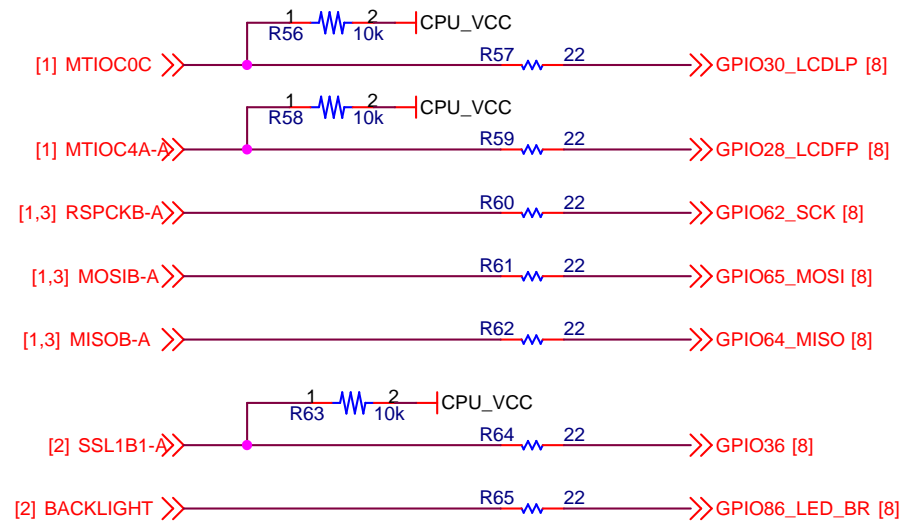 1 2 CPU_VCC
R56 10k
[1] MTIOC0C R57 22 GPIO30_LCDLP [8]
1 2 CPU_VCC
R58 10k
[1] MTIOC4A-A R59 22 GPIO28_LCDFP [8]
[1,3] RSPCKB-A R60 22 GPIO62_SCK [8]
[1,3] MOSIB-A R61 22 GPIO65_MOSI [8]
[1,3] MISOB-A R62 22 GPIO64_MISO [8]
1 2 CPU_VCC
R63 10k
[2] SSL1B1-A R64 22 GPIO36 [8]
[2] BACKLIGHT R65 22 GPIO86_LED_BR [8]